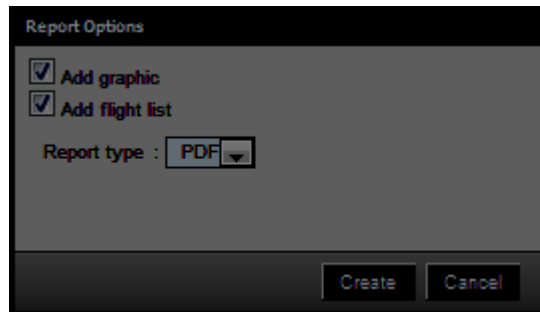 Report Options
Add graphic
Add flight list
Report type : PDF
Create Cancel